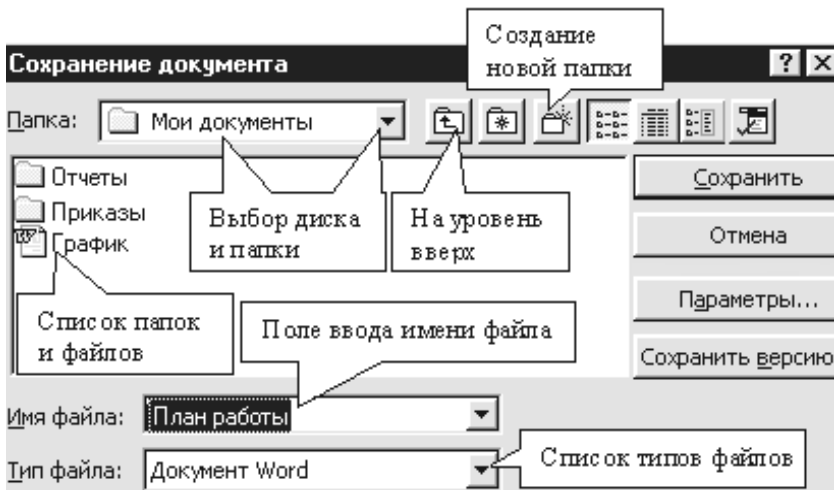 Создание
новой папки
Сохранение документа
Папка:
Мои документы
Отчеты
Приказы
График
Выбор диска
и папки
На уровень
вверх
Сохранить
Отмена
Параметры...
Сохранить версию
Список папок
и файлов
Поле ввода имени файла
Имя файла:
План работы
Тип файла:
Документ Word
Список типов файлов